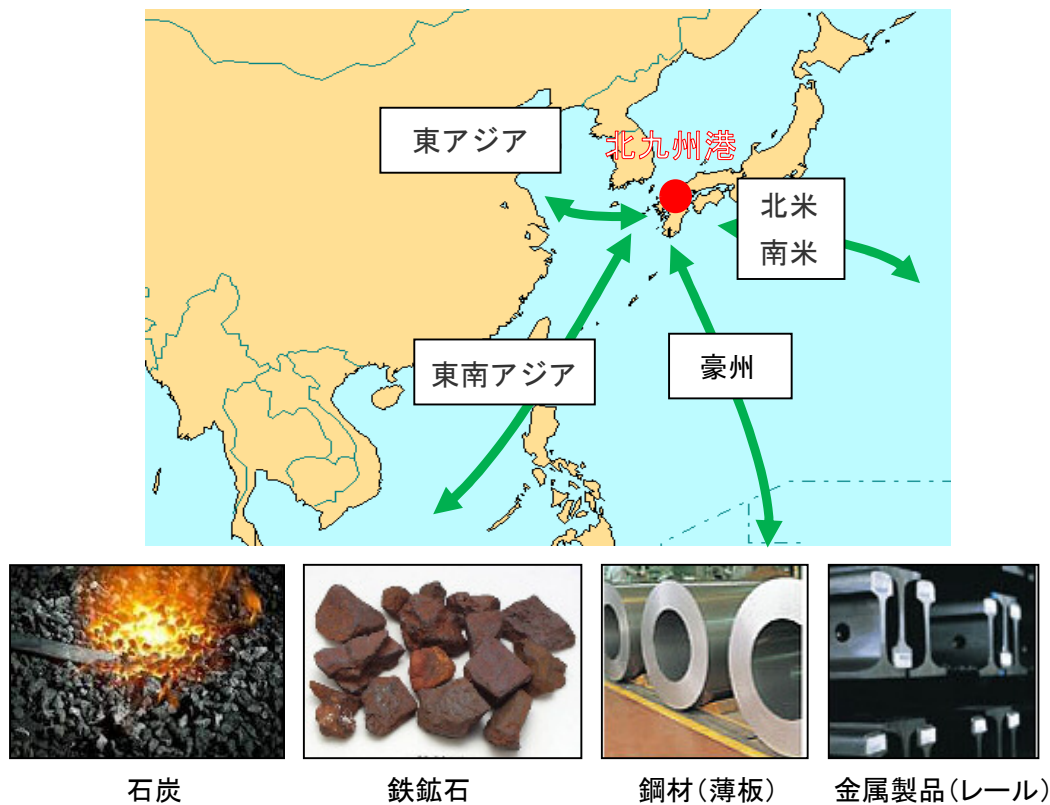 東アジア
北九州港
北米
南米
東南アジア
豪州
石炭
鉄鉱石
鋼材(薄板)
金属製品(レール)